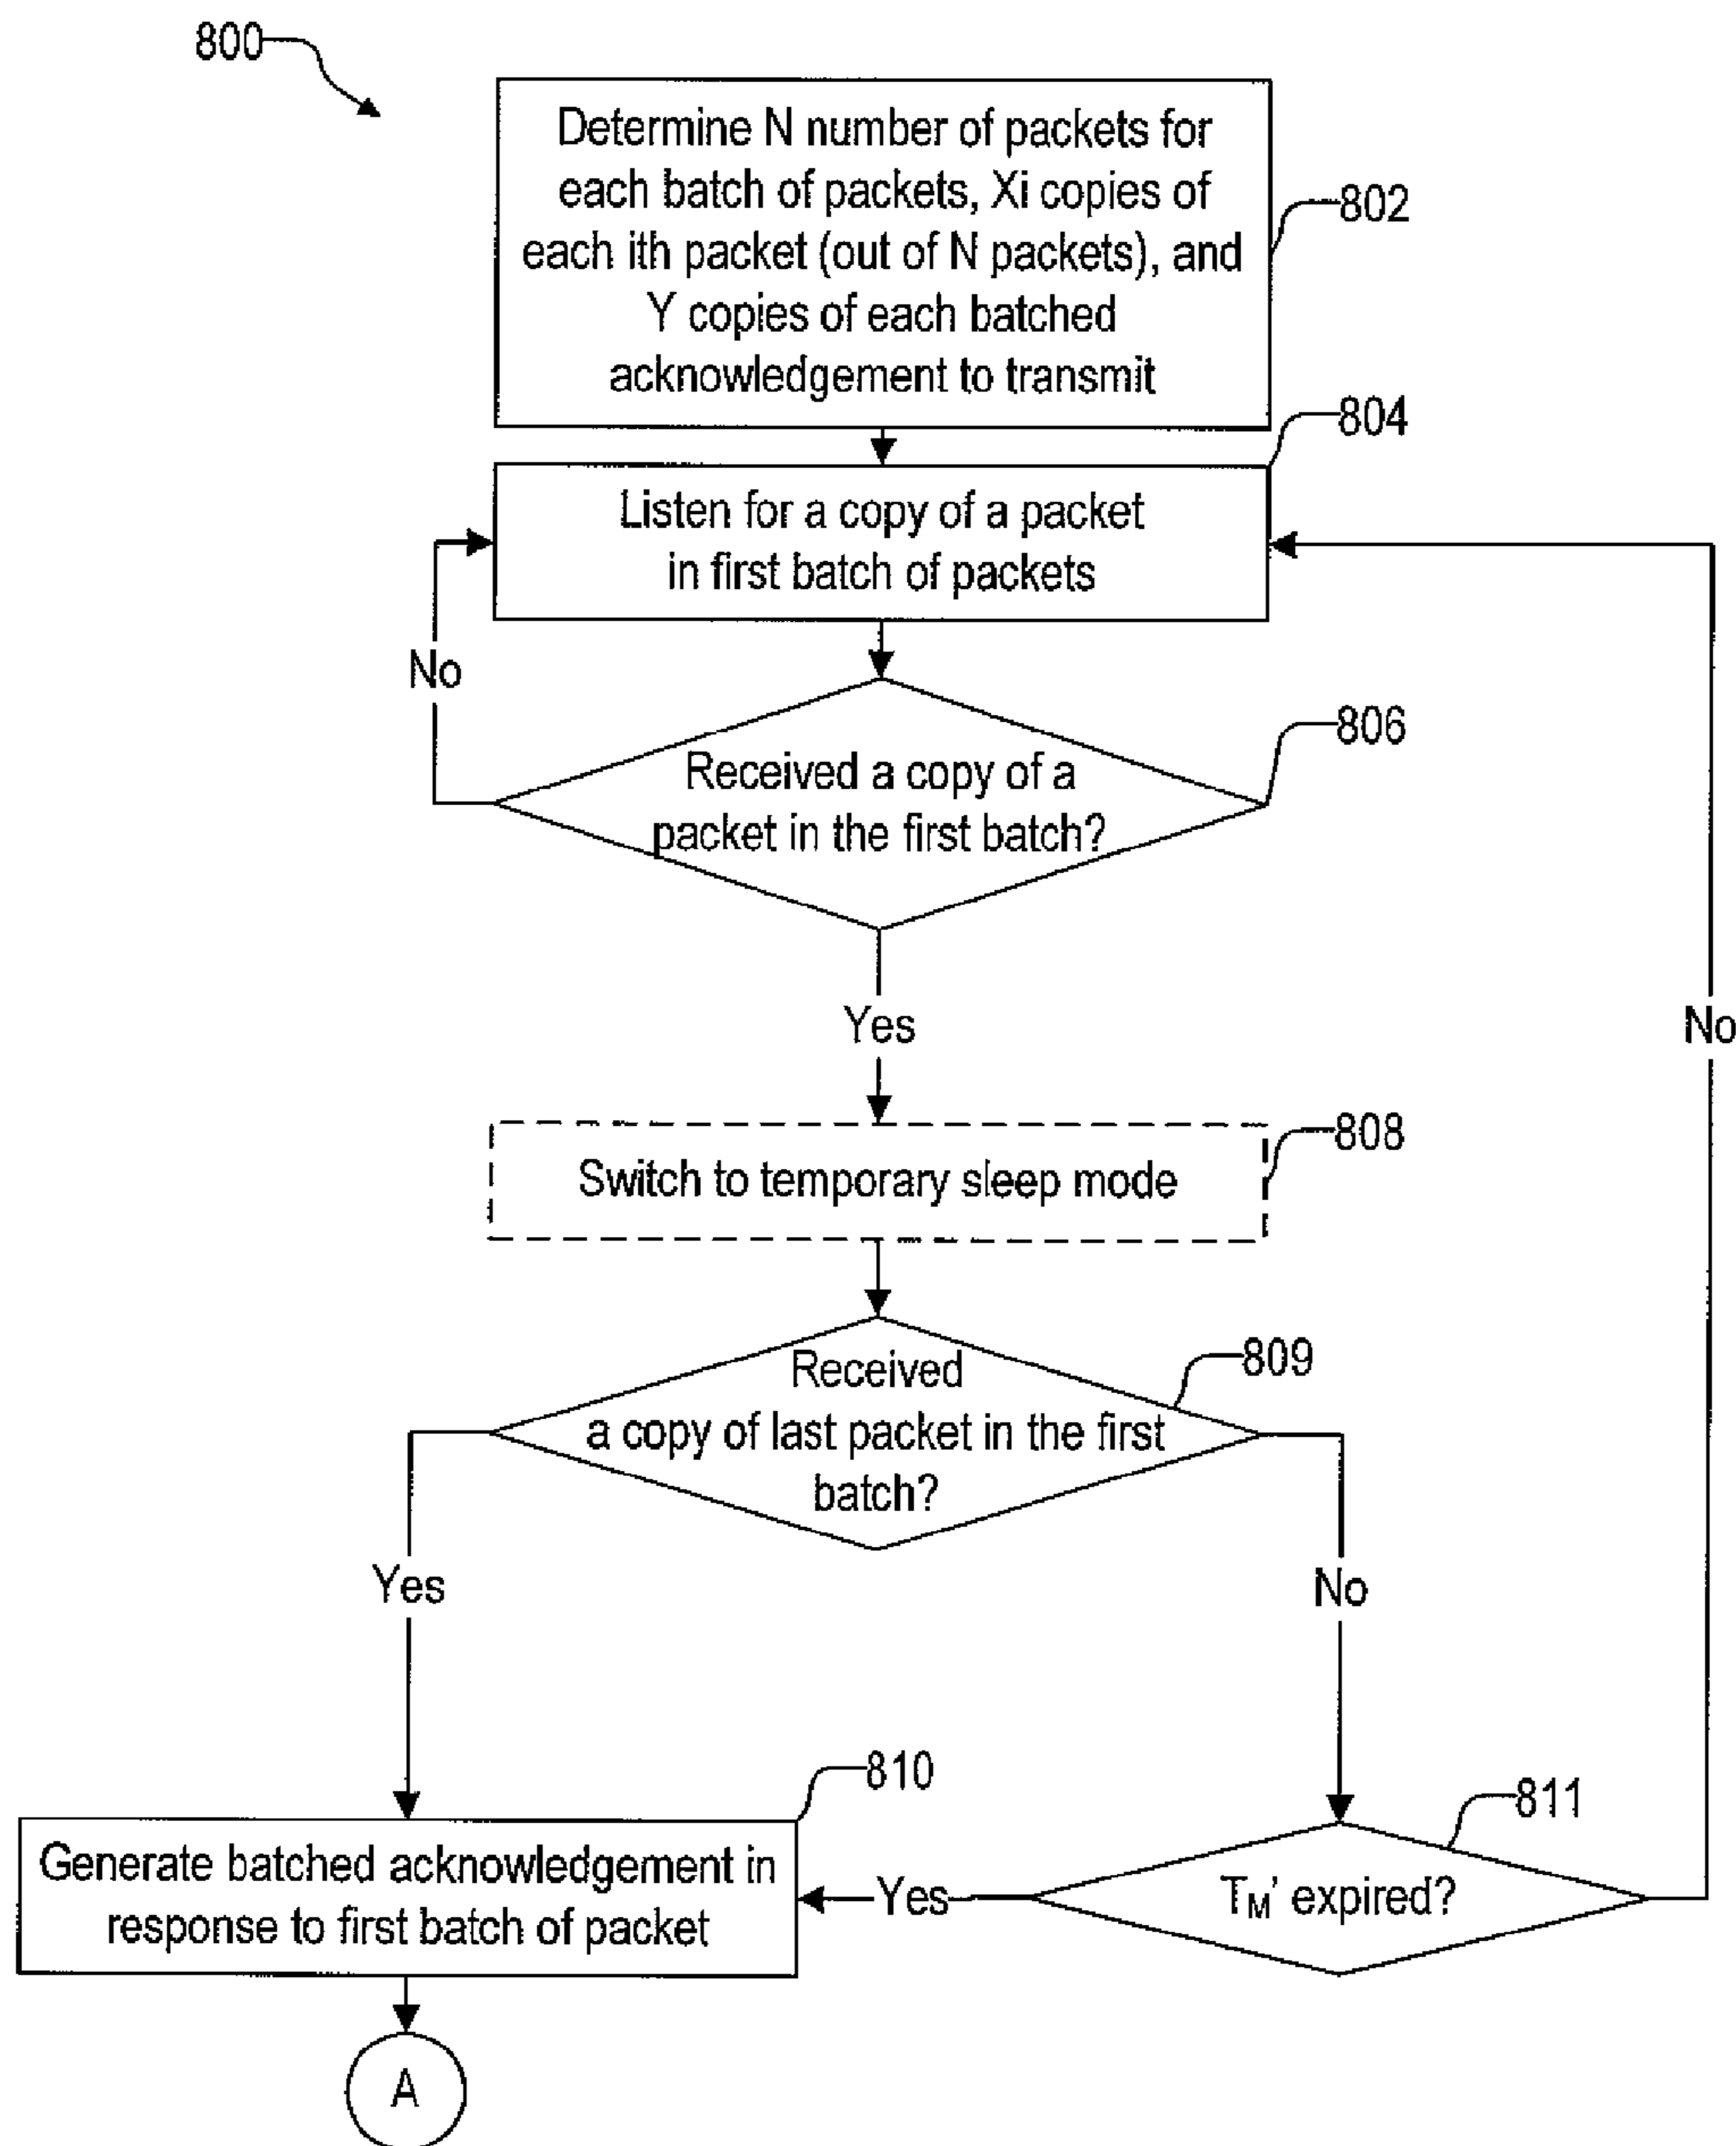 800
Determine N number of packets for
each batch of packets, Xi copies of
each ith packet (out of N packets), and
Y copies of each batched
acknowledgement to transmit
802
804
Listen for a copy of a packet
in first batch of packets
No
806
Received a copy of a
packet in the first batch?
Yes
No
808
Switch to temporary sleep mode
809
Received
a copy of last packet in the first
batch?
Yes
No
810
811
Generate batched acknowledgement in
response to first batch of packet
Yes
TM' expired?
A